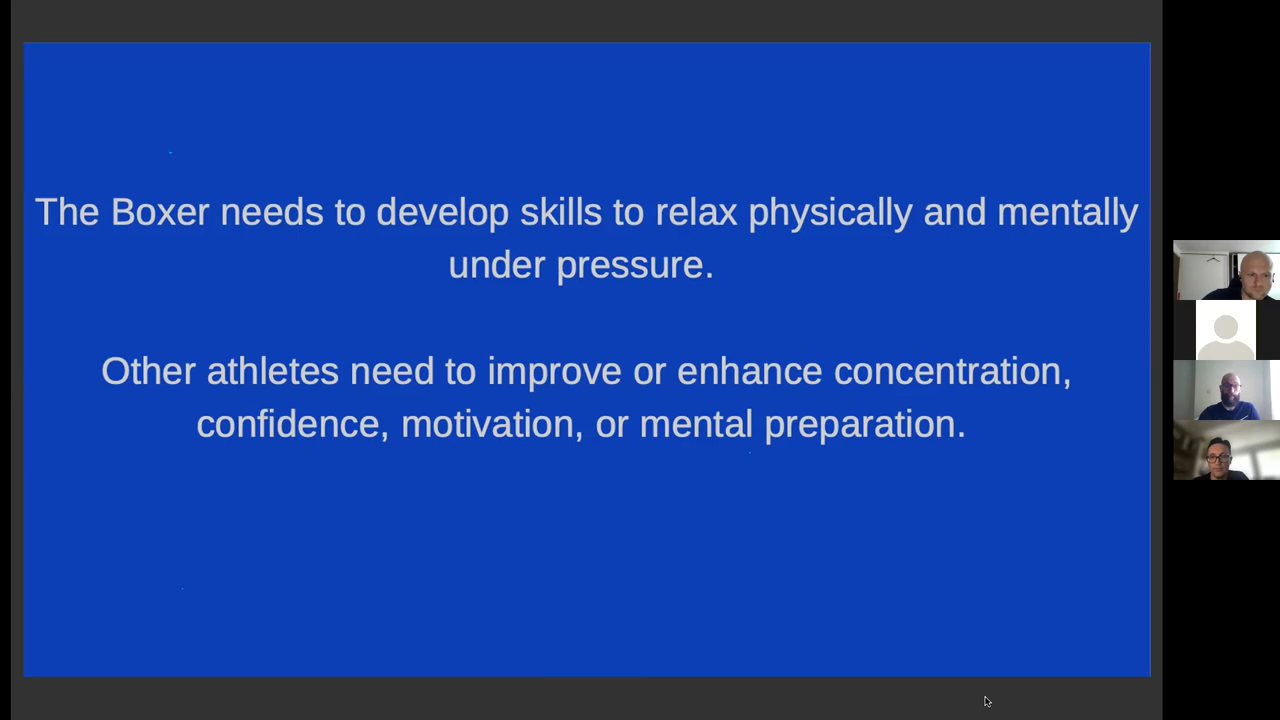 The Boxer needs to develop skills to relax physically and mentally
under pressure.
Other athletes need to improve or enhance concentration,
confidence, motivation, or mental preparation.